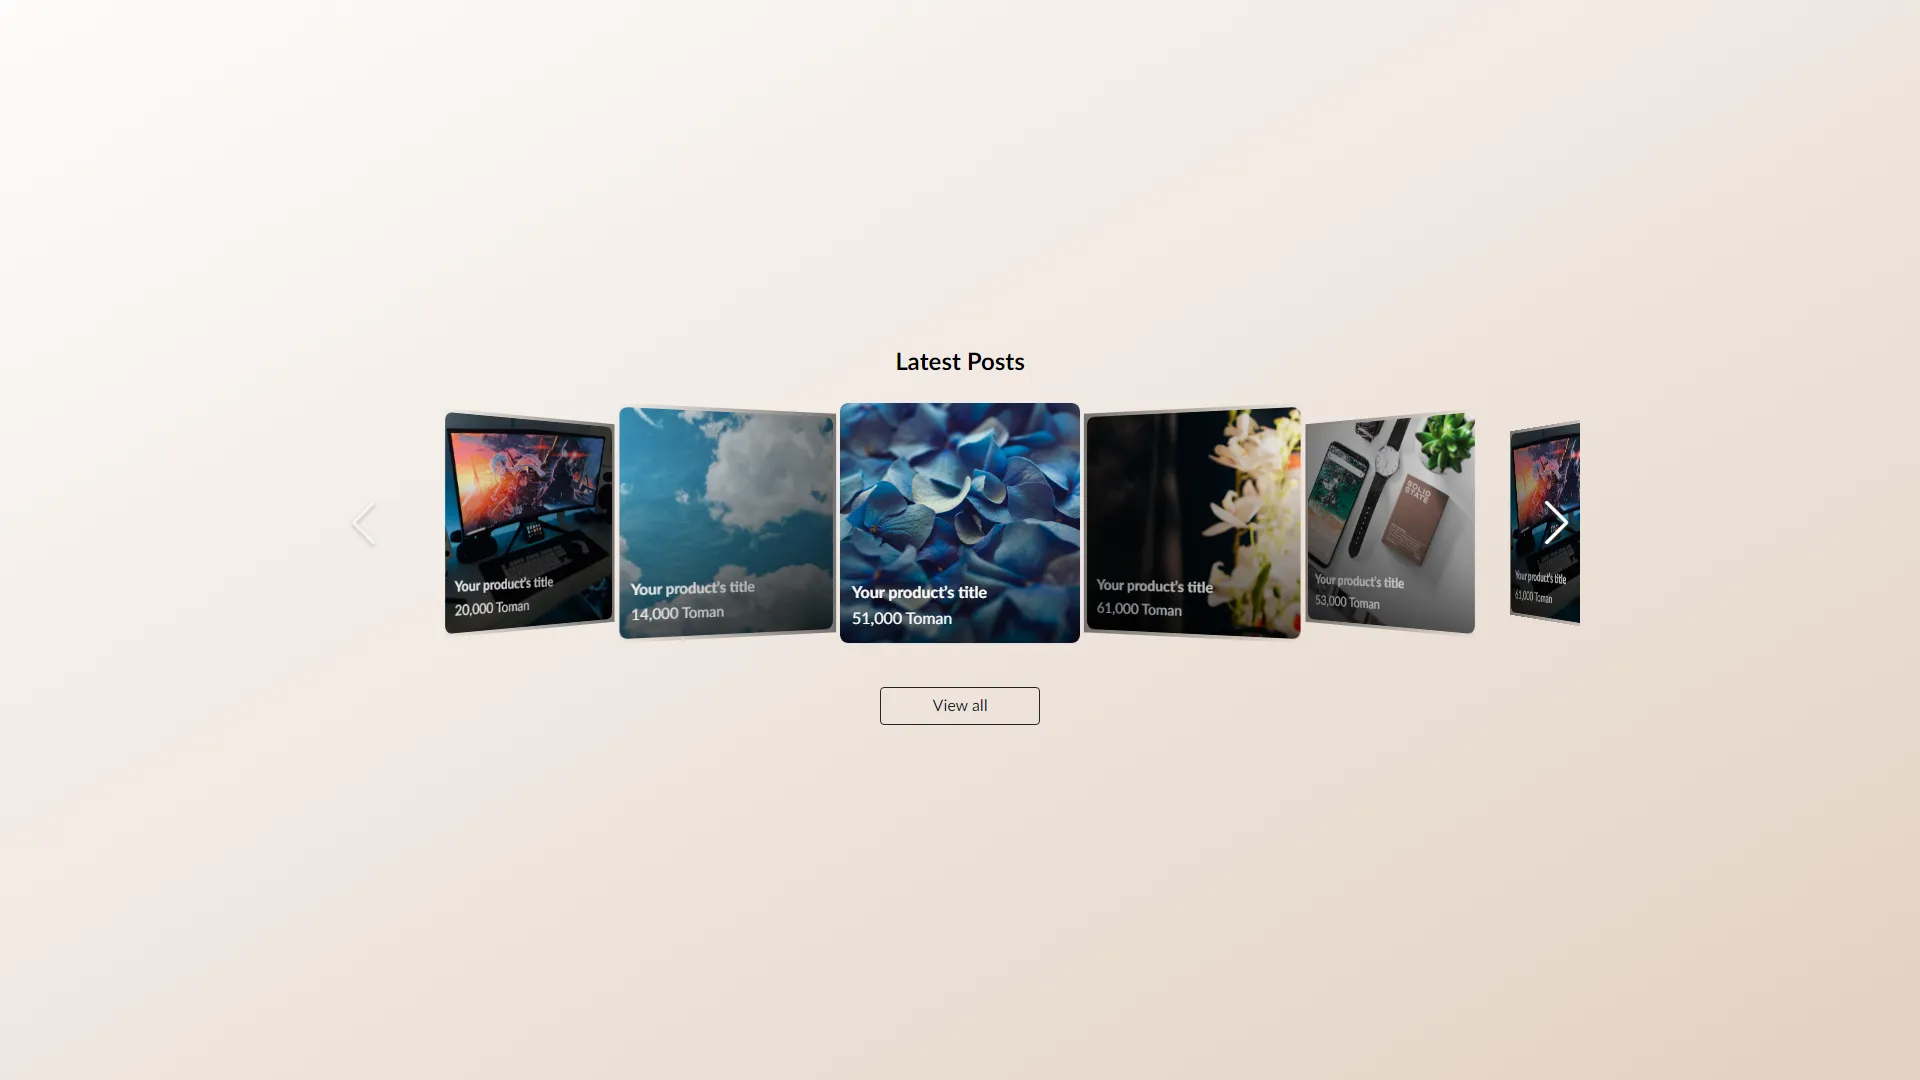 Latest Posts
Your product's title
20,000 Toman
Your product's title
14,000 Toman
Your product's title
51,000 Toman
Your product's title
61,000 Toman
SOLID
STATE
Your product's title
53,000 Toman
Your product's title
61,000 Toman
View all